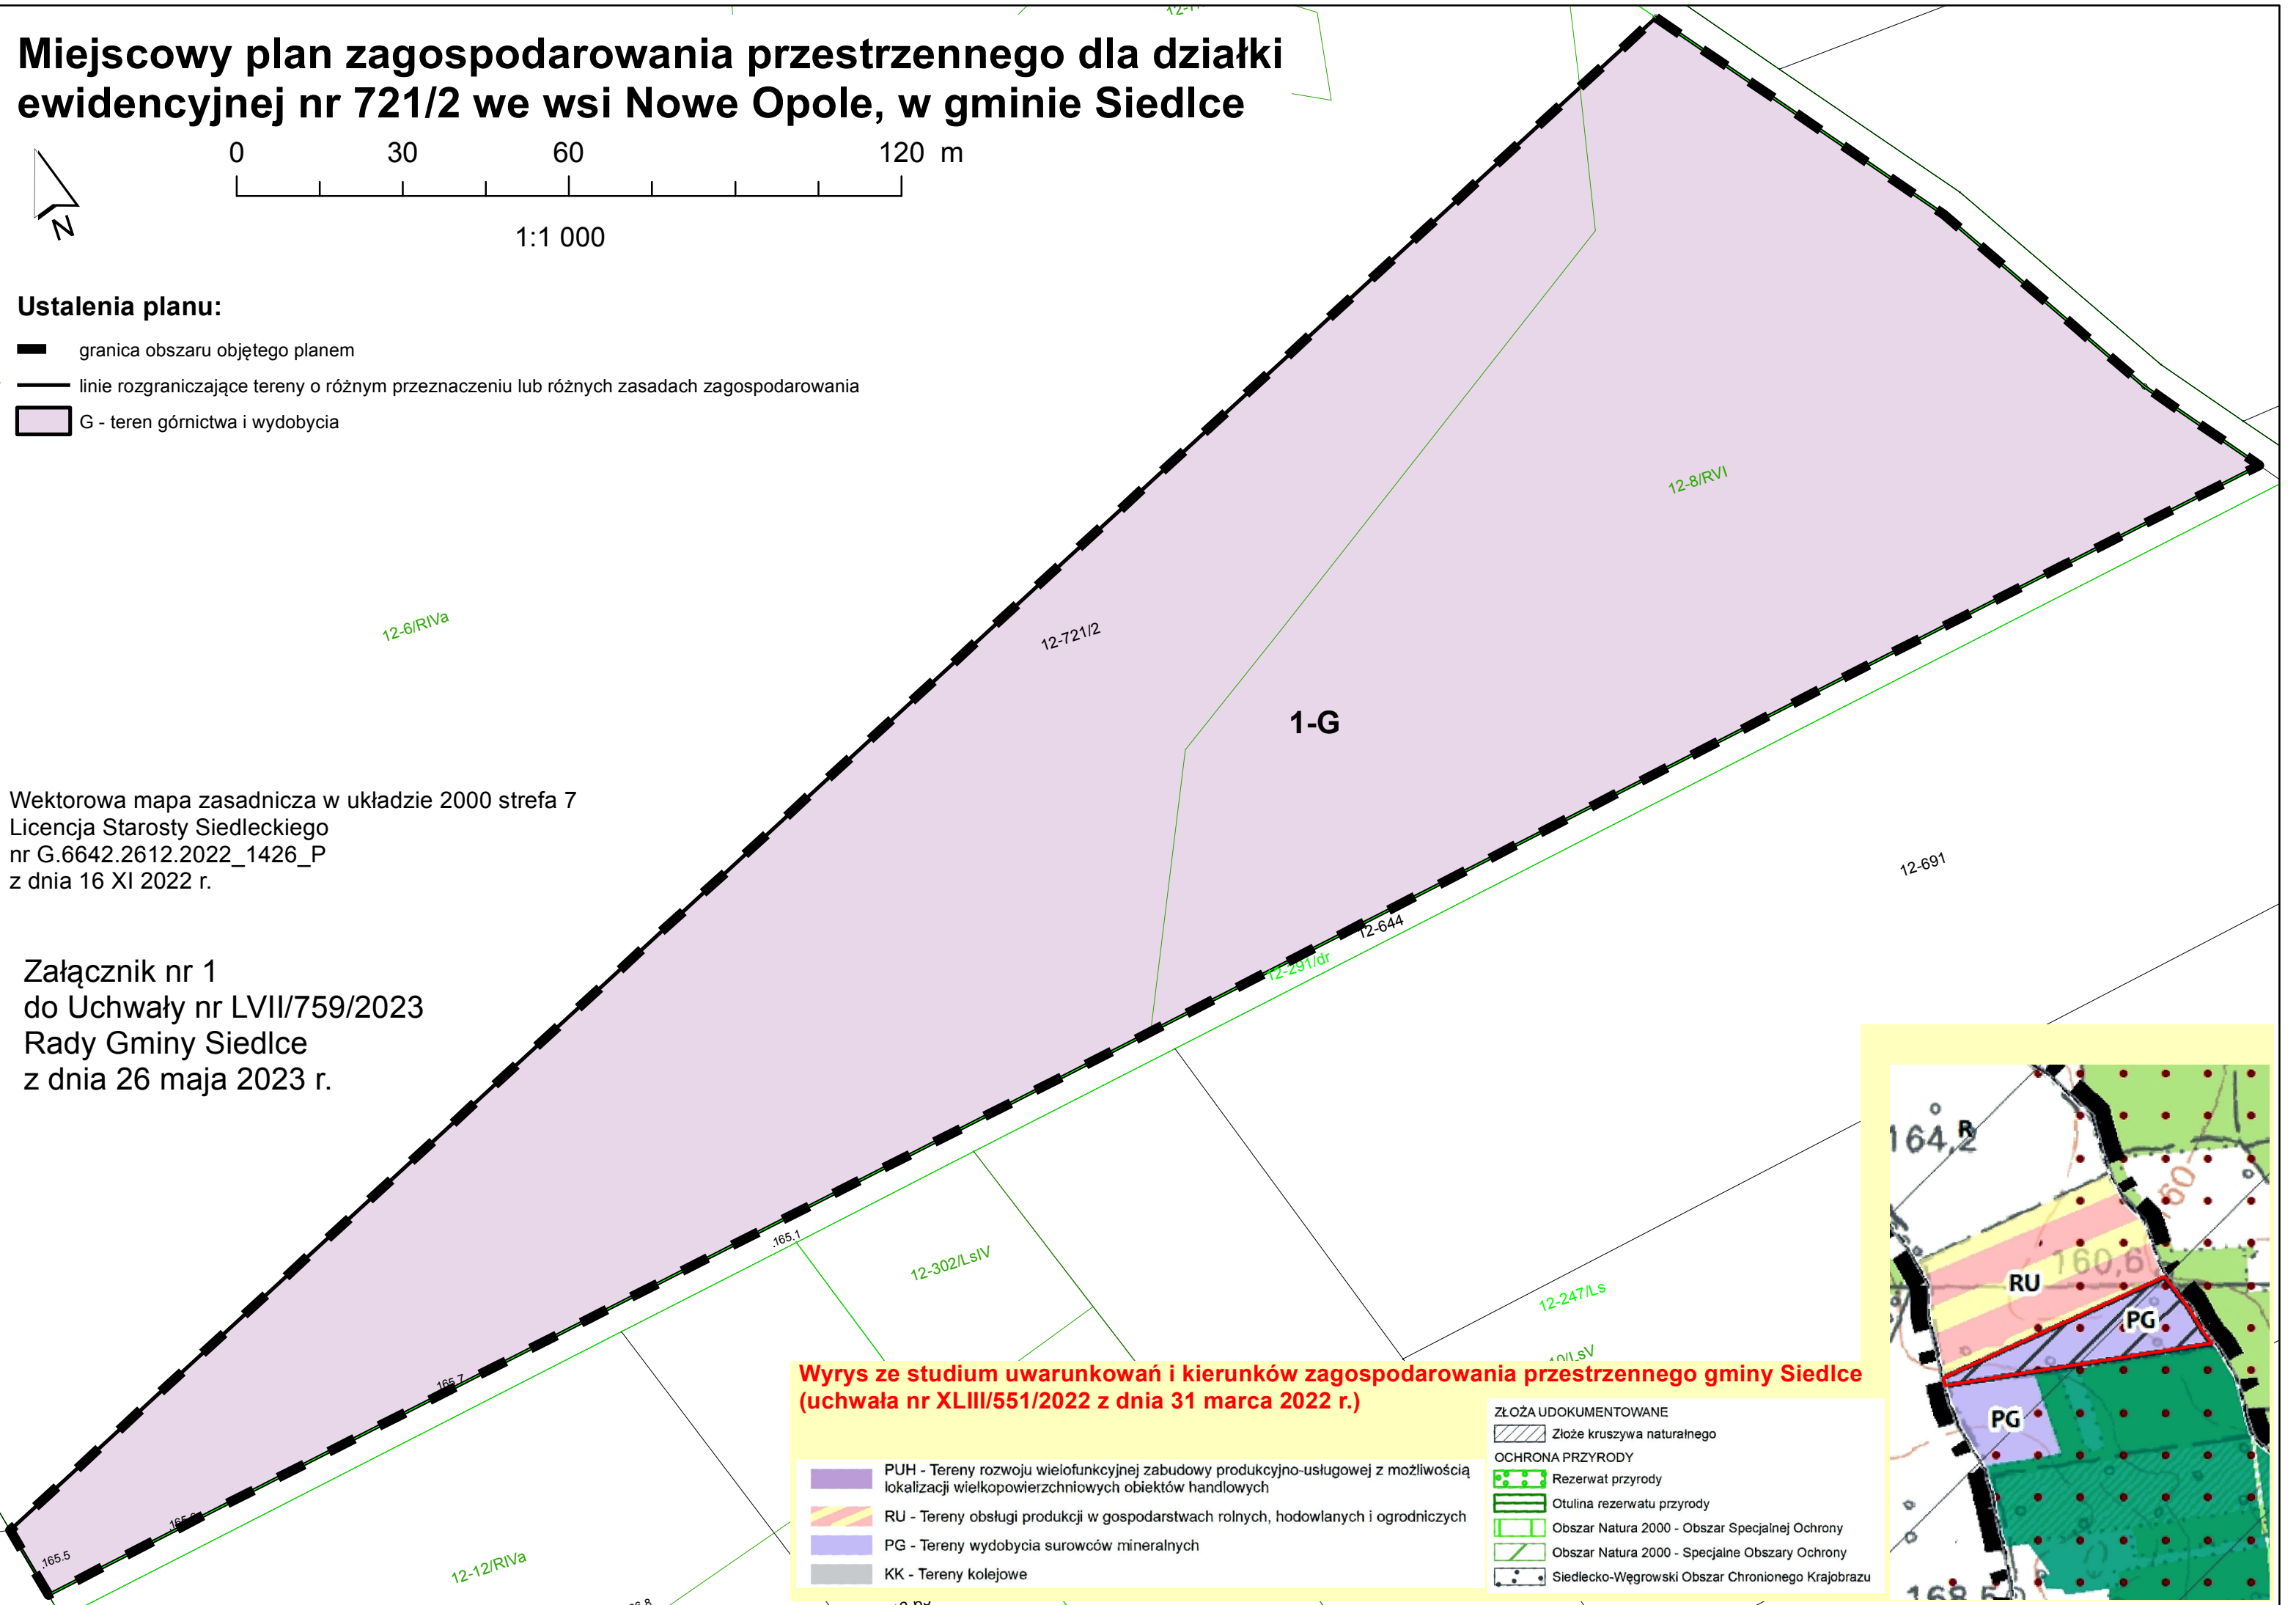 Miejscowy plan zagospodarowania przestrzennego dla działki
ewidencyjnej nr 721/2 we wsi Nowe Opole, w gminie Siedlce
0 30 60 120 m
N
1:1 000
Ustalenia planu:
granica obszaru objętego planem
linie rozgraniczające tereny o różnym przeznaczeniu lub różnych zasadach zagospodarowania
G - teren górnictwa i wydobycia
12-8/RVI
12-6/RIVa
12-721/2
1-G
Wektorowa mapa zasadnicza w układzie 2000 strefa 7
Licencja Starosty Siedleckiego
nr G.6642.2612.2022_1426_P
z dnia 16 XI 2022 r.
12-691
12-644
12-291/dr
Załącznik nr 1
do Uchwały nr LVII/759/2023
Rady Gminy Siedlce
z dnia 26 maja 2023 r.
.165.1
12-302/LsIV
12-247/Ls
.165.7
.165.5
12-12/RIVa
164,2
R
160,6
RU
PG
PG
Wyrys ze studium uwarunkowań i kierunków zagospodarowania przestrzennego gminy Siedlce
(uchwała nr XLIII/551/2022 z dnia 31 marca 2022 r.)
PUH - Tereny rozwoju wielofunkcyjnej zabudowy produkcyjno-usługowej z możliwością
lokalizacji wielkopowierzchniowych obiektów handlowych
RU - Tereny obsługi produkcji w gospodarstwach rolnych, hodowlanych i ogrodniczych
PG - Tereny wydobycia surowców mineralnych
KK - Tereny kolejowe
ZŁOŻA UDOKUMENTOWANE
Złoże kruszywa naturalnego
OCHRONA PRZYRODY
Rezerwat przyrody
Otulina rezerwatu przyrody
Obszar Natura 2000 - Obszar Specjalnej Ochrony
Obszar Natura 2000 - Specjalne Obszary Ochrony
Siedlecko-Węgrowski Obszar Chronionego Krajobrazu